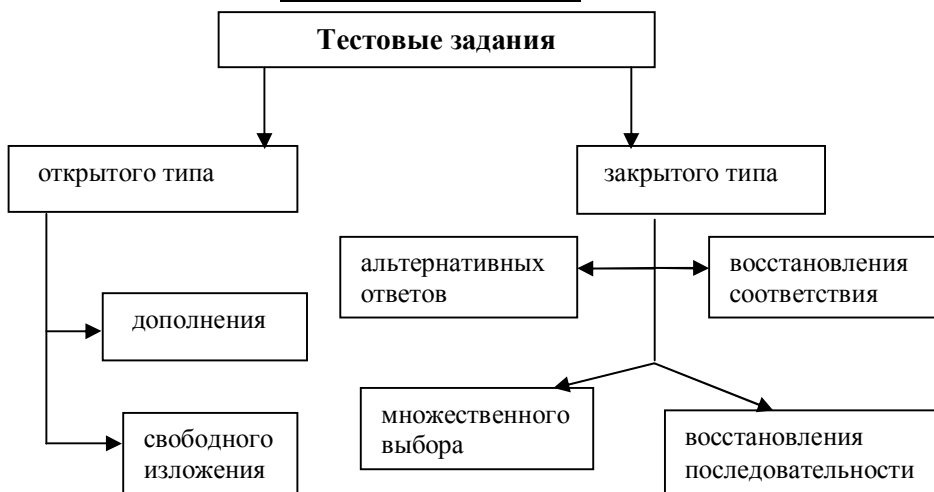 Тестовые задания
открытого типа
закрытого типа
альтернативных
ответов
восстановления
соответствия
дополнения
множественного
выбора
восстановления
последовательности
свободного
изложения